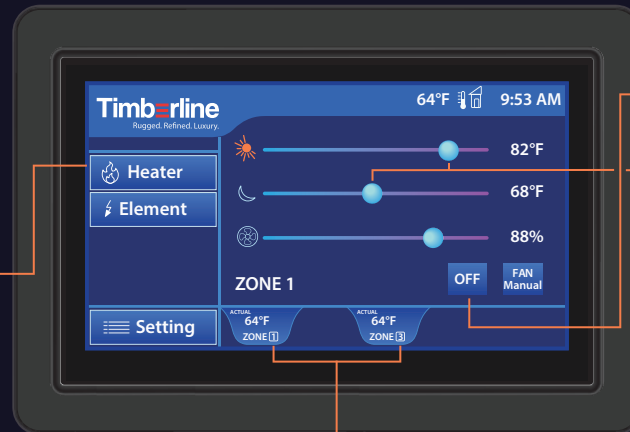 Timberline
Rugged. Refined. Luxury.
64°F
9:53 AM
Heater
Element
Setting
82°F
68°F
88%
ZONE 1
OFF
FAN
Manual
ACTUAL
64°F
ZONE 1
ACTUAL
64°F
ZONE 3